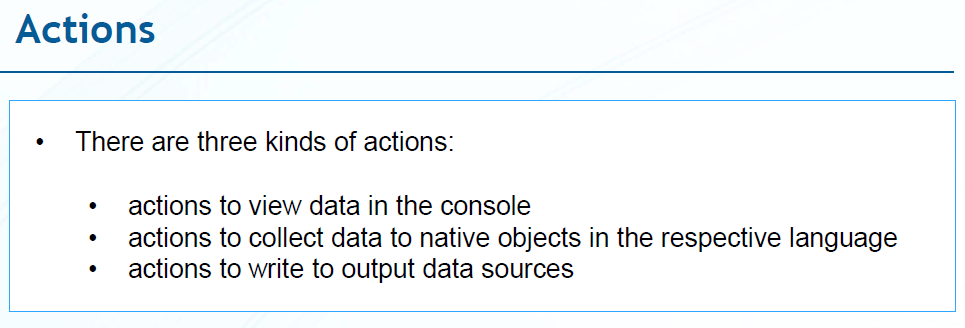 Actions
• There are three kinds of actions:
• actions to view data in the console
• actions to collect data to native objects in the respective language
• actions to write to output data sources